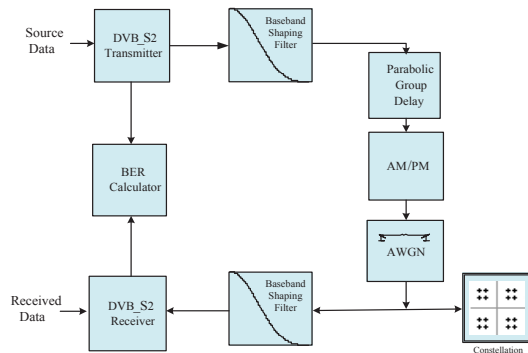 Source
Data
DVB_S2
Transmitter
Baseband
Shaping
Filter
Parabolic
Group
Delay
BER
Calculator
AM/PM
AWGN
Received
Data
DVB_S2
Receiver
Baseband
Shaping
Filter
Constellation